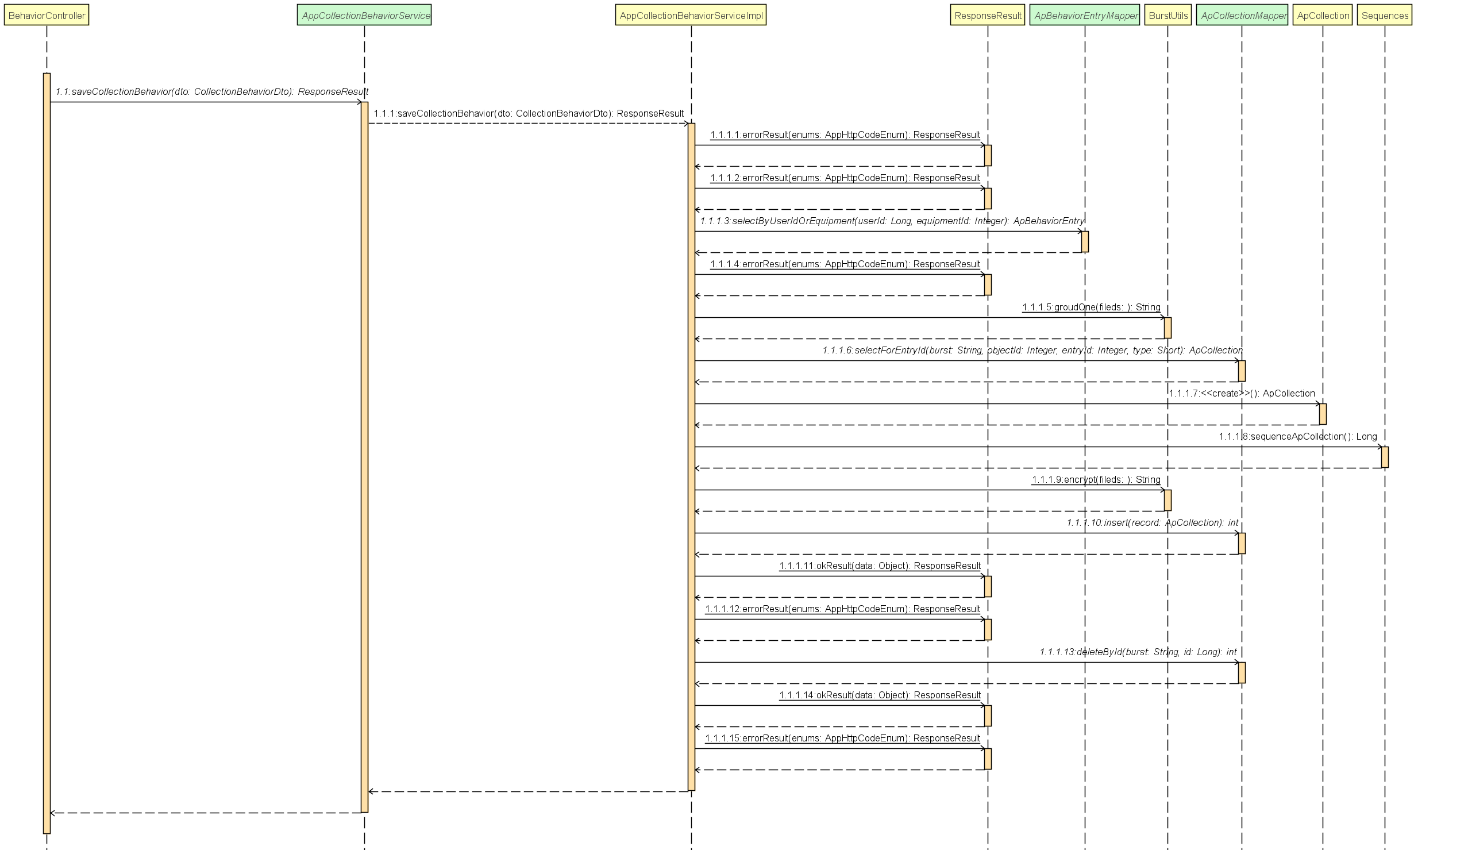 BehaviorController
AppCollectionBehaviorService
AppCollectionBehaviorServiceImpl
ResponseResult
ApBehaviorEntryMapper
BurstUtils
ApCollectionMapper
ApCollection
Sequences
1.1:saveCollectionBehavior(dto: CollectionBehaviorDto): ResponseResult
1.1.1:saveCollectionBehavior(dto: CollectionBehaviorDto): ResponseResult
1.1.1.1:errorResult(enums: AppHttpCodeEnum): ResponseResult
1.1.1.2:errorResult(enums: AppHttpCodeEnum): ResponseResult
1.1.1.3:selectByUserIdOrEquipment(userId: Long, equipmentId: Integer): ApBehaviorEntry
1.1.1.4:errorResult(enums: AppHttpCodeEnum): ResponseResult
1.1.1.5:groudOne(fileds: ): String
1.1.1.6:selectForEntryId(burst: String, objectId: Integer, entryId: Integer, type: Short): ApCollection
1.1.1.7:<<create>>(): ApCollection
1.1.1.8:sequenceApCollection(): Long
1.1.1.9:encrypt(fileds: ): String
1.1.1.10:insert(record: ApCollection): int
1.1.1.11:okResult(data: Object): ResponseResult
1.1.1.12:errorResult(enums: AppHttpCodeEnum): ResponseResult
1.1.1.13:deleteById(burst: String, id: Long): int
1.1.1.14:okResult(data: Object): ResponseResult
1.1.1.15:errorResult(enums: AppHttpCodeEnum): ResponseResult